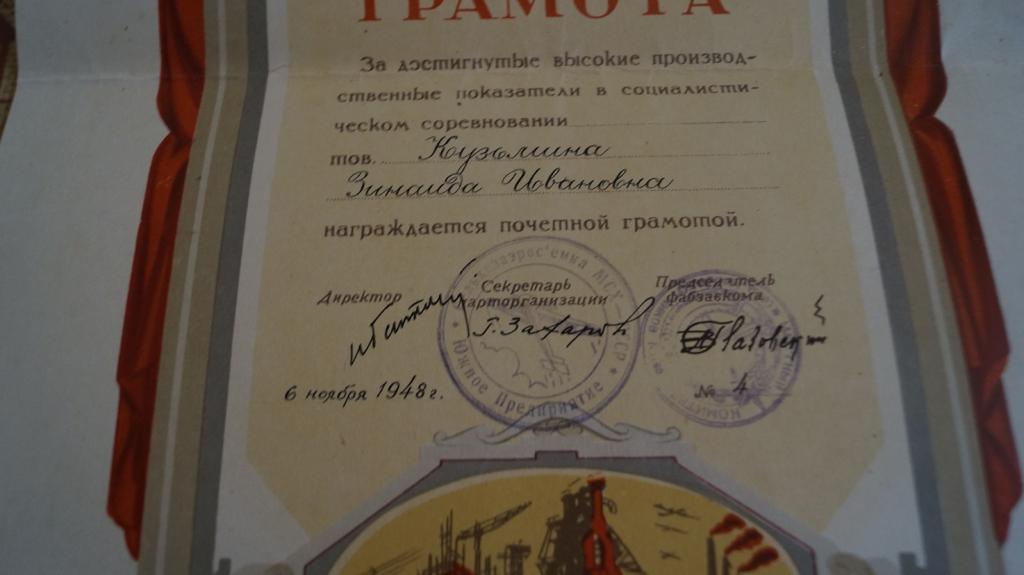 ГРАМОТА
За достигнутые высокие производ-
ственные показатели в социалисти-
ческом соревновании
тов. Кузьмина
Зинаида Ивановна
награждается почетной грамотой.
Директор
Секретарь
парторганизации
Г. Захаров
Председатель
фабзавкома
6 ноября 1948 г.
№ 4
Южное Предприятие